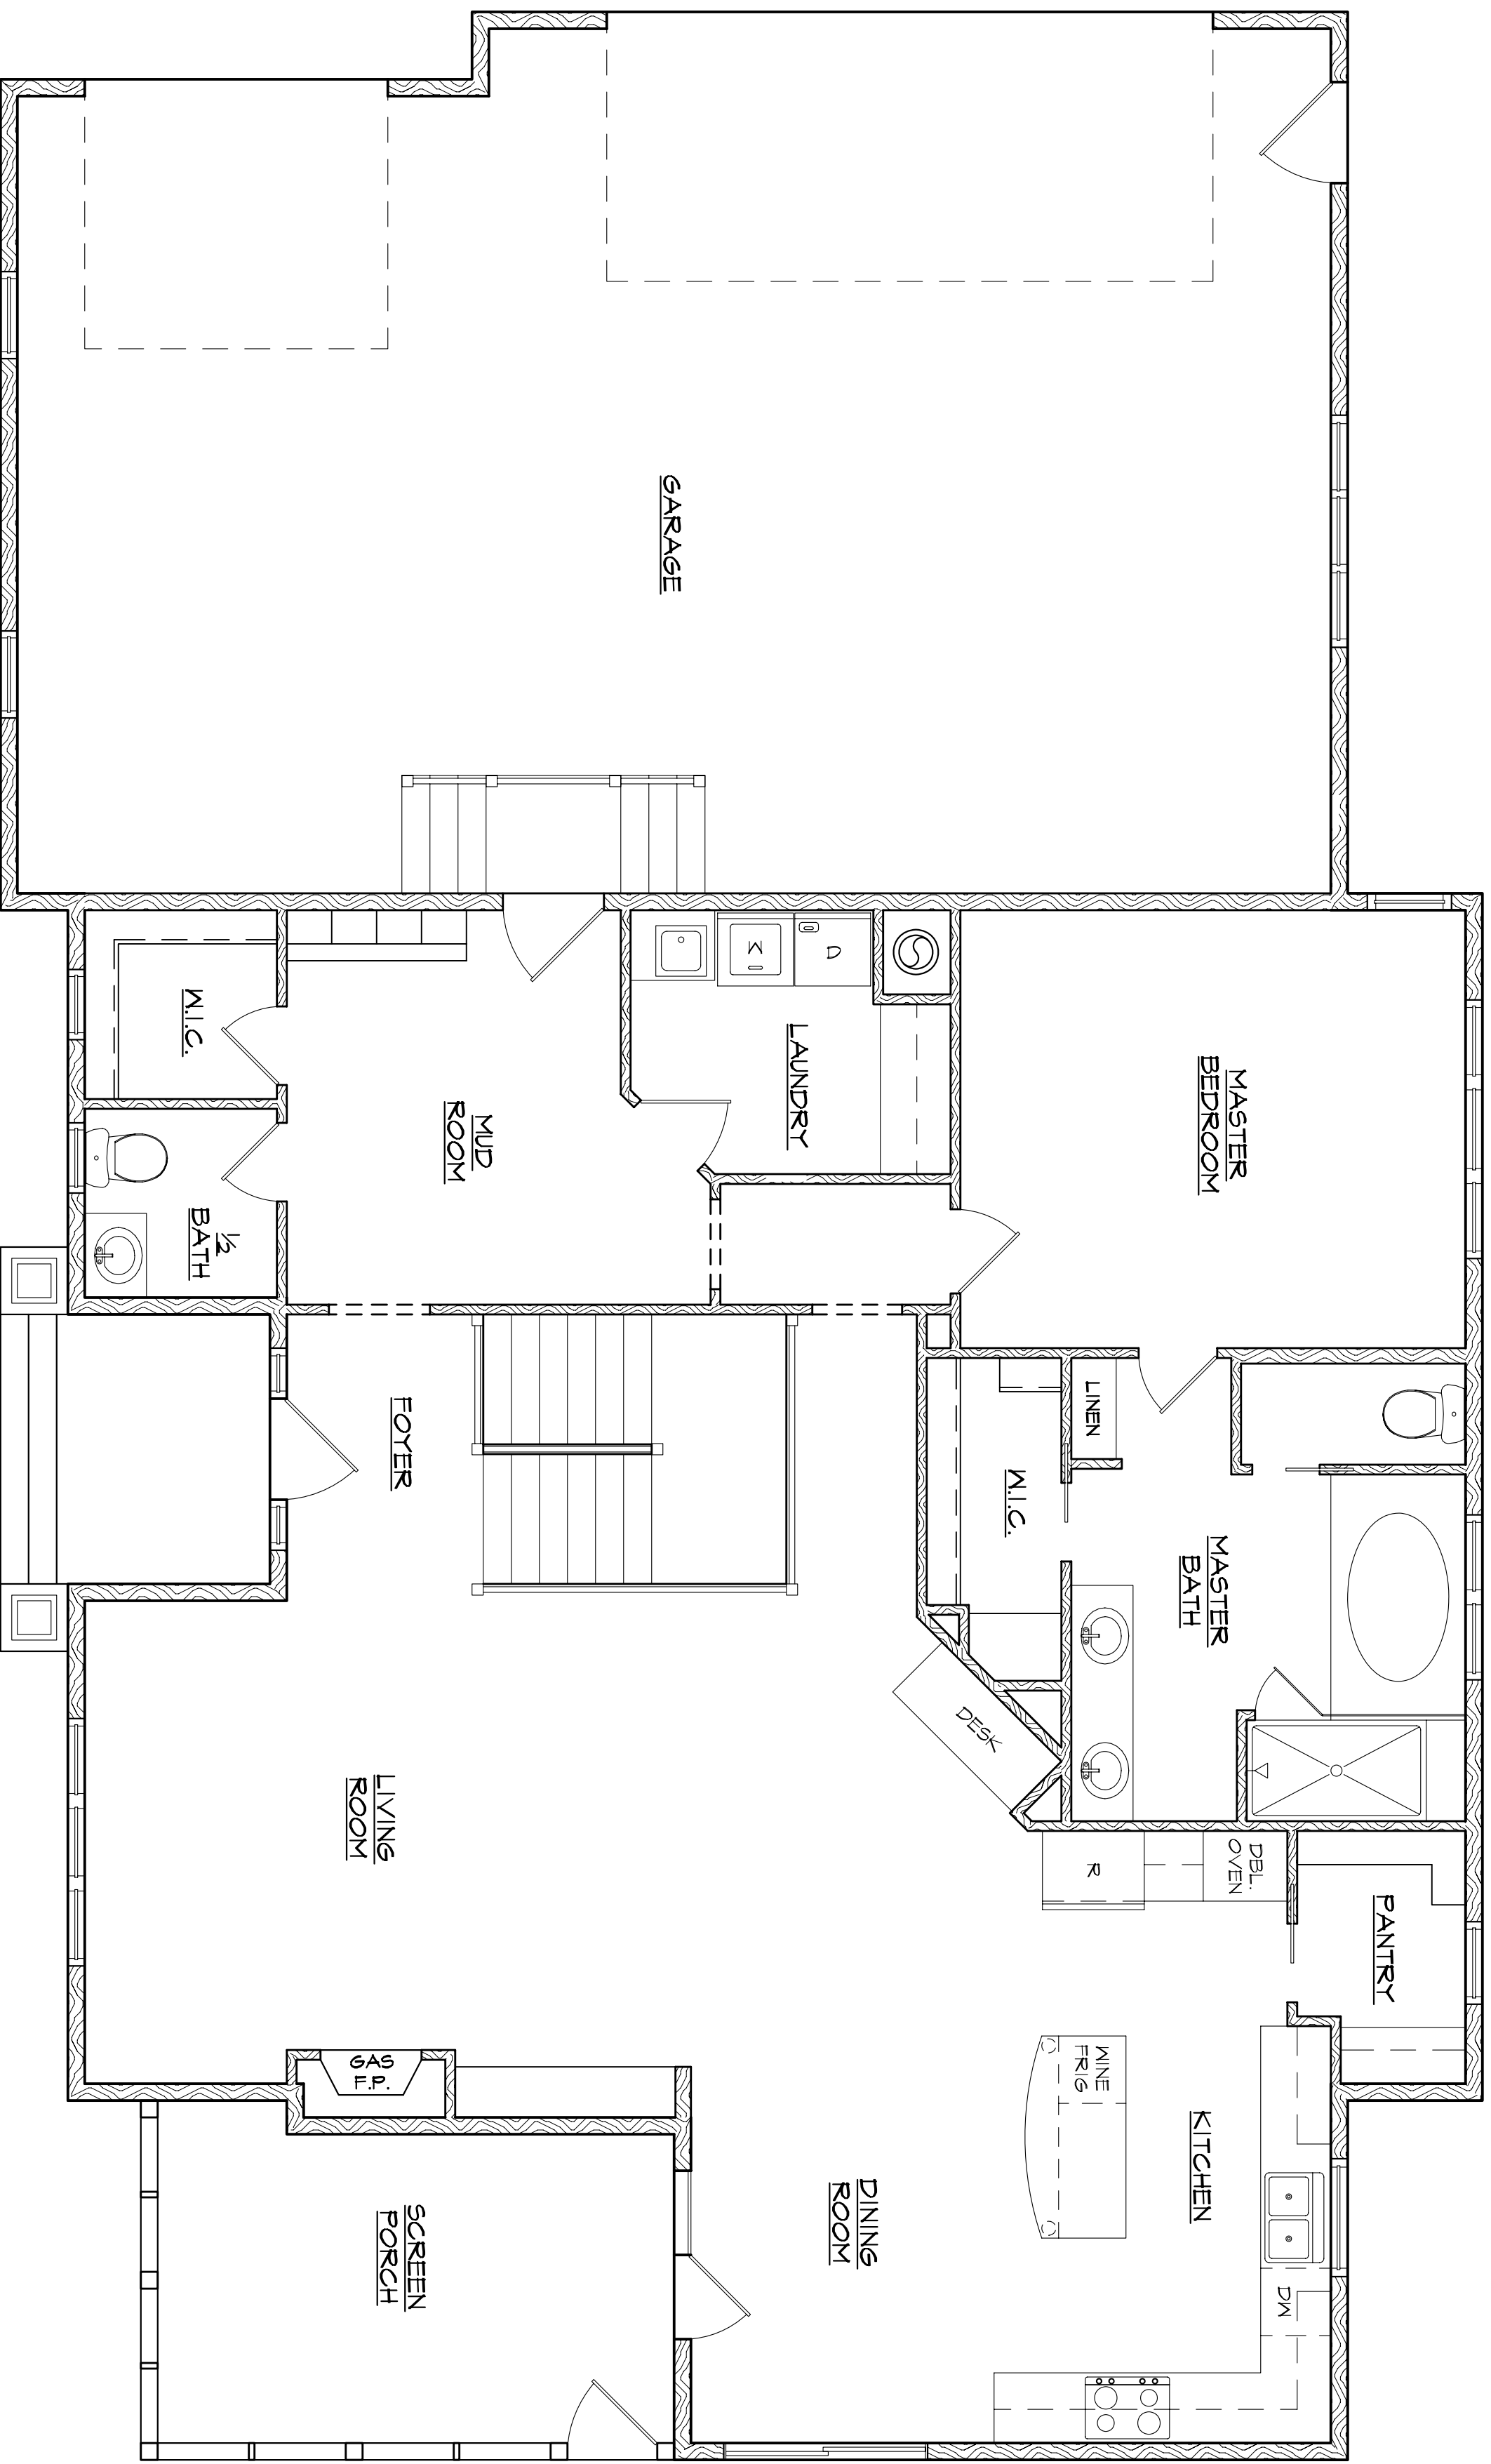 GARAGE
W.I.C.
MUD
ROOM
½
BATH
LAUNDRY
W
D
MASTER
BEDROOM
FOYER
LINEN
W.I.C.
MASTER
BATH
DESK
LIVING
ROOM
R
DBL.
OVEN
PANTRY
GAS
F.P.
WINE
FRIG
KITCHEN
DW
DINING
ROOM
SCREEN
PORCH